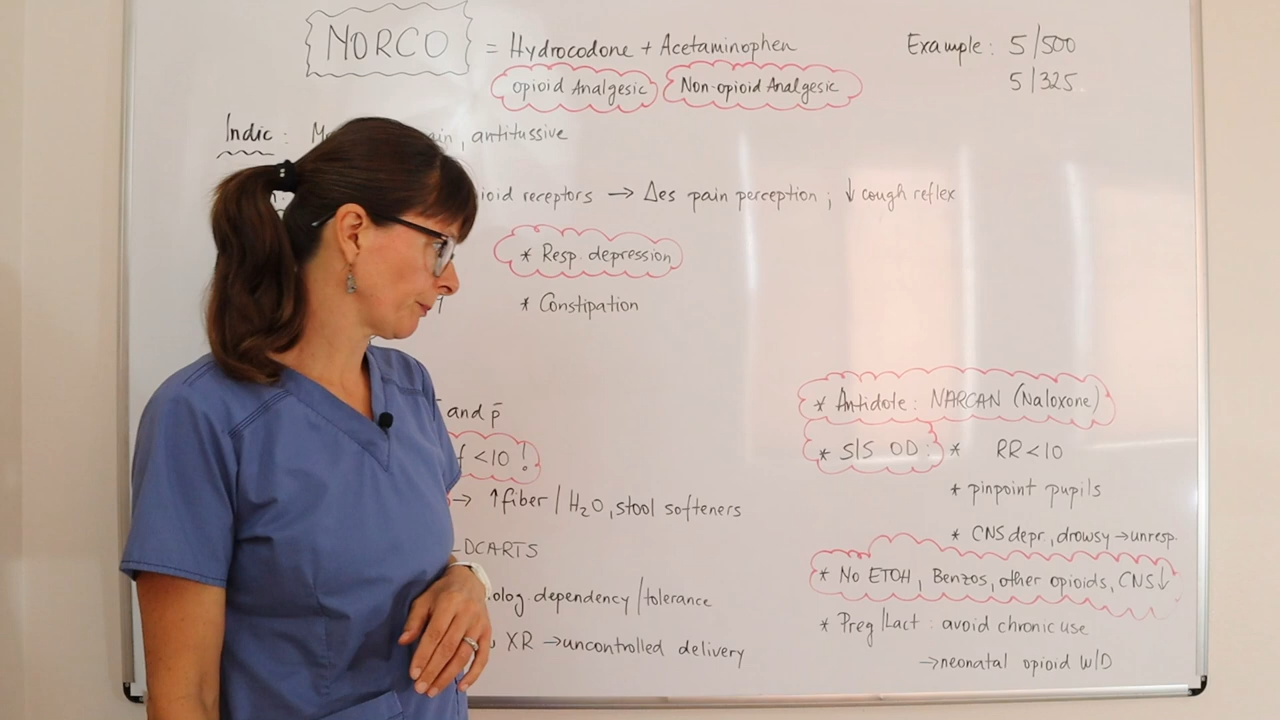 NORCO = Hydrocodone + Acetaminophen
Example: 5/500
opioid Analgesic Non-opioid Analgesic
5/325
Indic: antitussive
receptors → Δes pain perception; ↓ cough reflex
* Resp. depression
* Constipation
* Antidote: NARCAN (Naloxone)
and p̄
<10!
* S/S OD: * RR<10
* pinpoint pupils
→ ↑fiber / H₂O, stool softeners
* CNS depr., drowsy → unresp.
DCARTS
* No ETOH, Benzos, other opioids, CNS↓
dependency/tolerance
* Preg/Lact: avoid chronic use
XR → uncontrolled delivery
→ neonatal opioid W/D